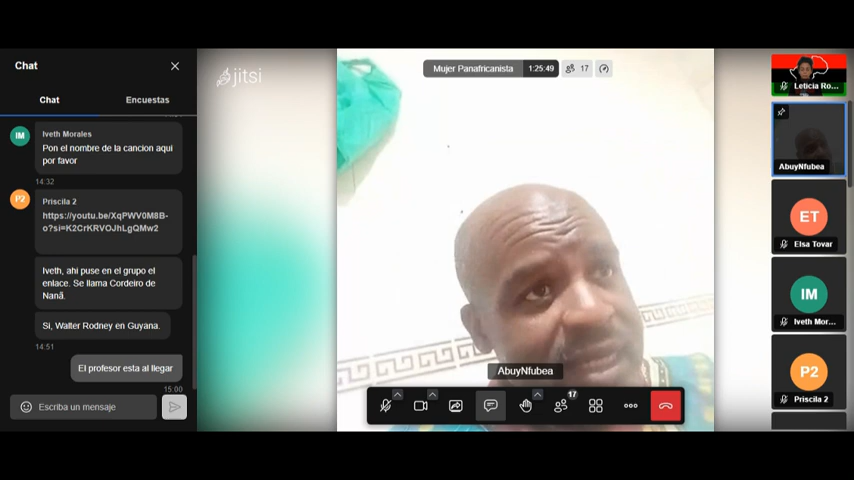 Chat
Chat
Encuestas
IM
Iveth Morales
Pon el nombre de la cancion aqui
por favor
14:32
P2
Priscila 2
https://youtu.be/XqPWV0M8B-
o?si=K2CrKRVOJhLgQMw2
Iveth, ahi puse en el grupo el
enlace. Se llama Cordeiro de
Nanã.
Si, Walter Rodney en Guyana.
14:51
El profesor esta al llegar
15:00
Escriba un mensaje
jitsi
Mujer Panafricanista
1:25:49
17
AbuyNfubea
17
Leticia Ro...
AbuyNfubea
ET
Elsa Tovar
IM
Iveth Mor...
P2
Priscila 2